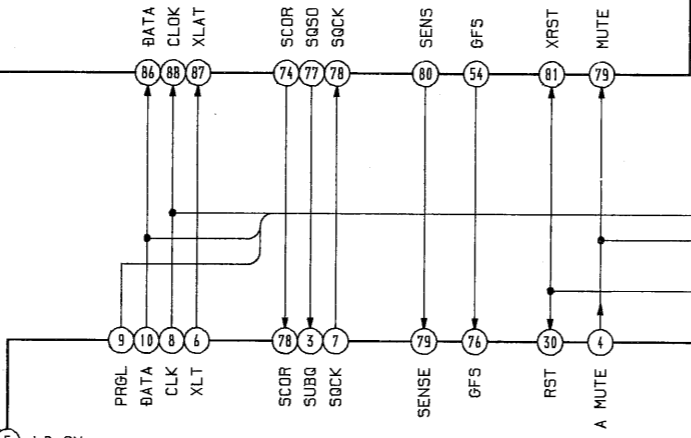 DATA CLOK XLAT SCOR SQSO SQCK SENS GFS XRST MUTE
86 88 87 74 77 78 80 54 81 79
9 10 8 6 78 3 7 79 76 30 4
PRGL DATA CLK XLT SCOR SUBQ SQCK SENSE GFS RST A MUTE